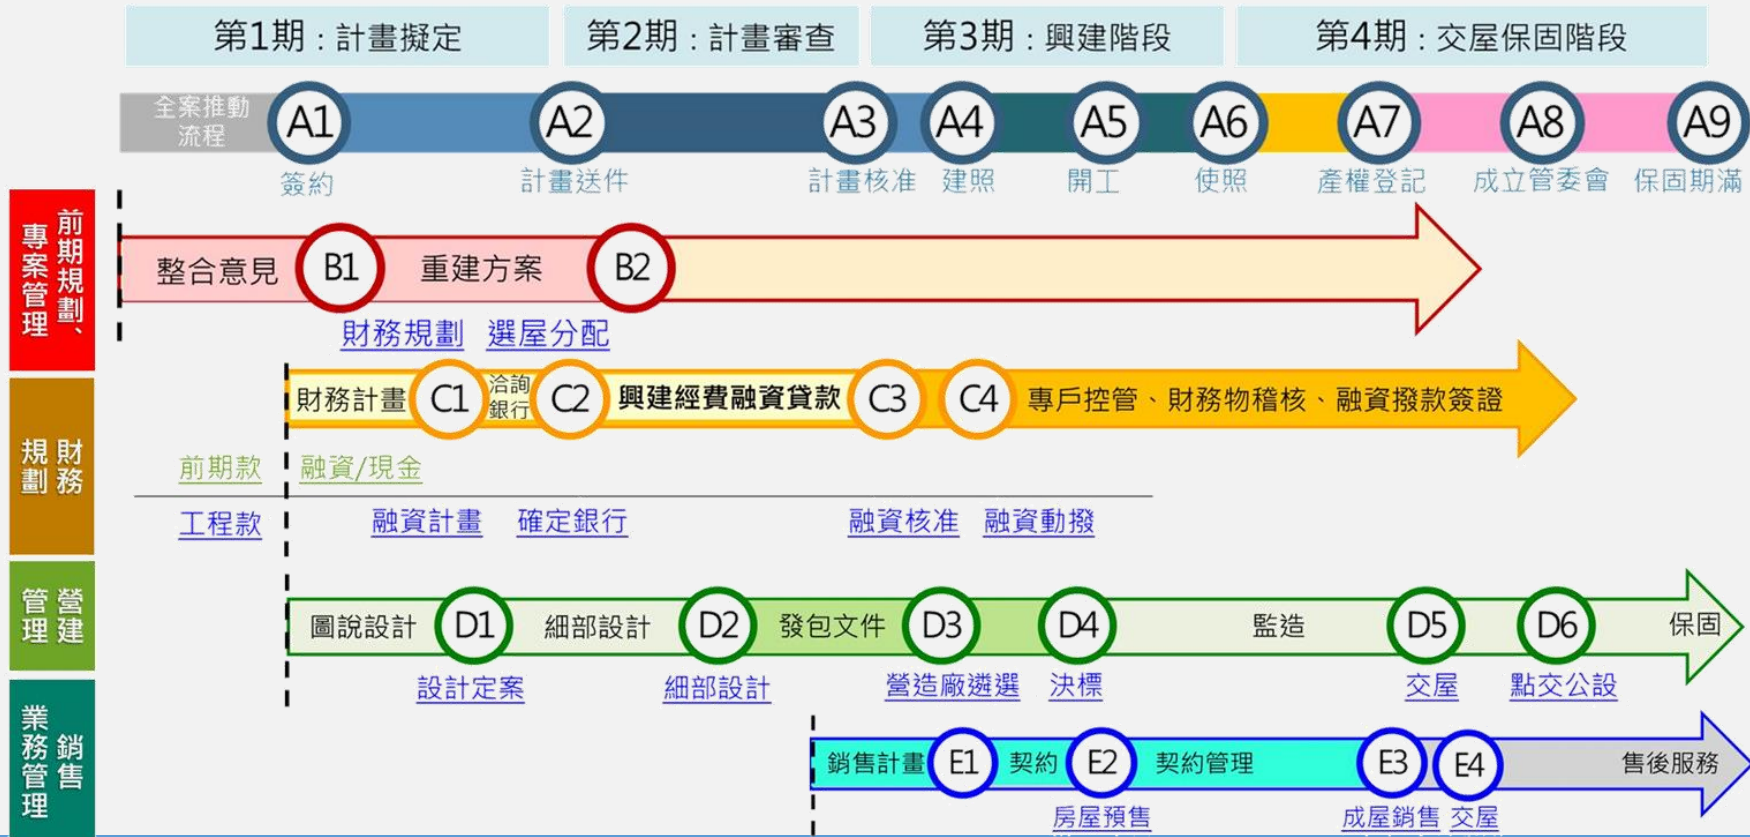 第1期：計畫擬定
第2期：計畫審查
第3期：興建階段
第4期：交屋保固階段
全案推動
流程
A1
A2
A3
A4
A5
A6
A7
A8
A9
簽約
計畫送件
計畫核准
建照
開工
使照
產權登記
成立管委會
保固期滿
前期規劃、
專案管理
整合意見
B1
重建方案
B2
財務規劃
選屋分配
財務
規劃
財務計畫
C1
洽詢
銀行
C2
興建經費融資貸款
C3
C4
專戶控管、財務物稽核、融資撥款簽證
前期款
融資/現金
工程款
融資計畫
確定銀行
融資核准
融資動撥
營建
管理
圖說設計
D1
細部設計
D2
發包文件
D3
D4
監造
D5
D6
保固
設計定案
細部設計
營造廠遴選
決標
交屋
點交公設
銷售
業務管理
銷售計畫
E1
契約
E2
契約管理
E3
E4
售後服務
房屋預售
成屋銷售
交屋